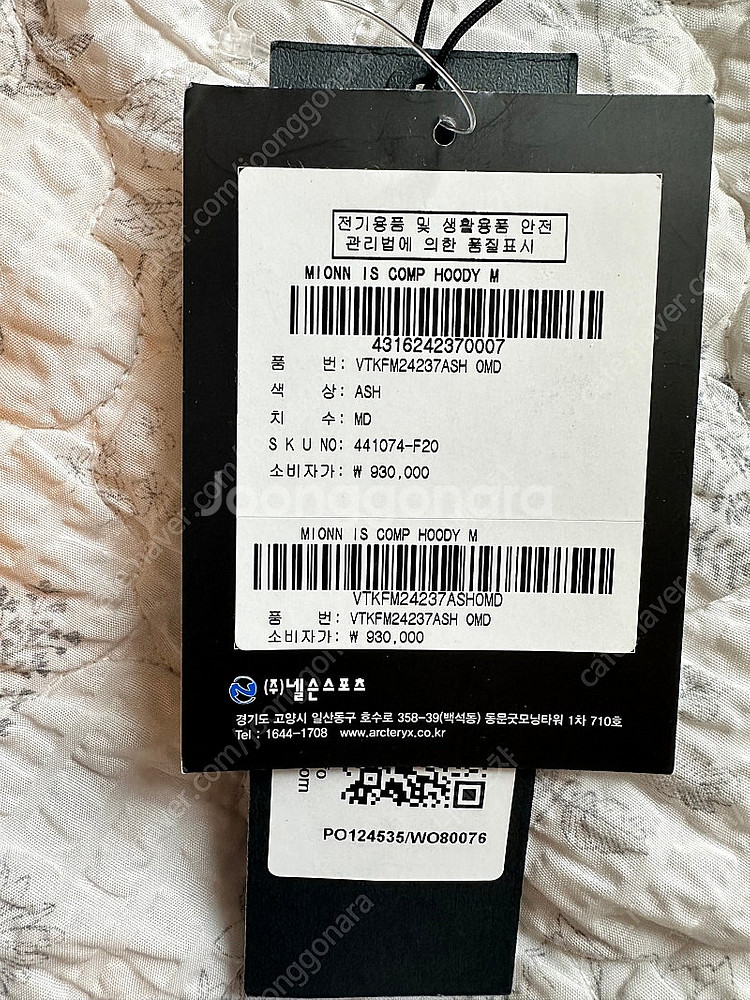 전기용품 및 생활용품 안전
관리법에 의한 품질표시
MIONN IS COMP HOODY M
4316242370007
품 번: VTKFM24237ASH OMD
색 상: ASH
치 수: MD
S K U NO: 441074-F20
소비자가: ₩ 930,000
Joonggonara
MIONN IS COMP HOODY M
VTKFM24237ASHOMD
품 번: VTKFM24237ASH OMD
소비자가: ₩ 930,000
(주)넬슨스포츠
경기도 고양시 일산동구 호수로 358-39(백석동) 동문굿모닝타워 1차 710호
Tel : 1644-1708 www.arcteryx.co.kr
PO124535/WO80076